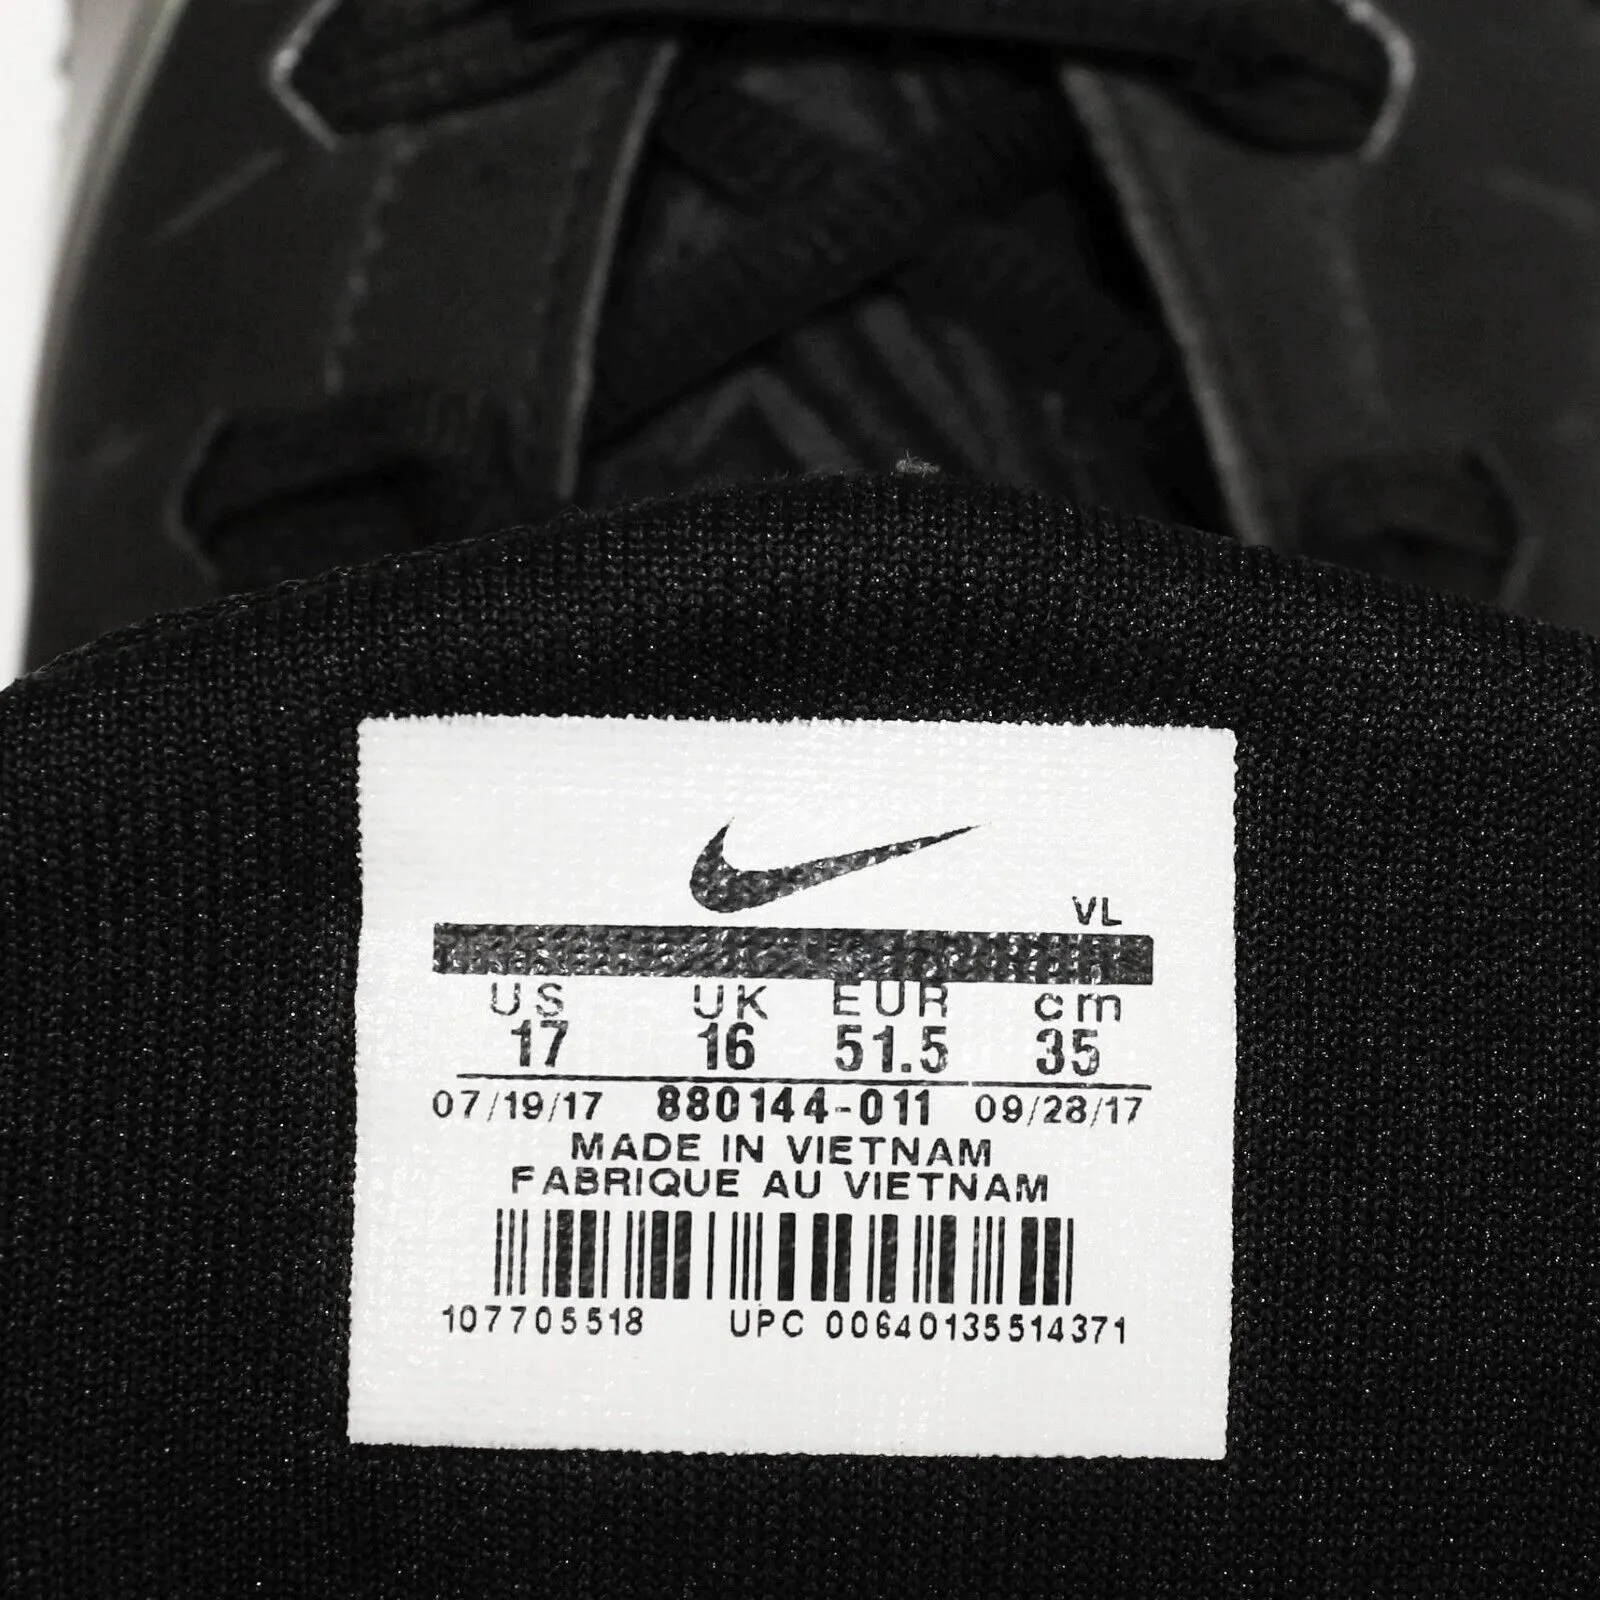 VL
US UK EUR cm
17 16 51.5 35
07/19/17 880144-011 09/28/17
MADE IN VIETNAM
FABRIQUE AU VIETNAM
107705518 UPC 00640135514371